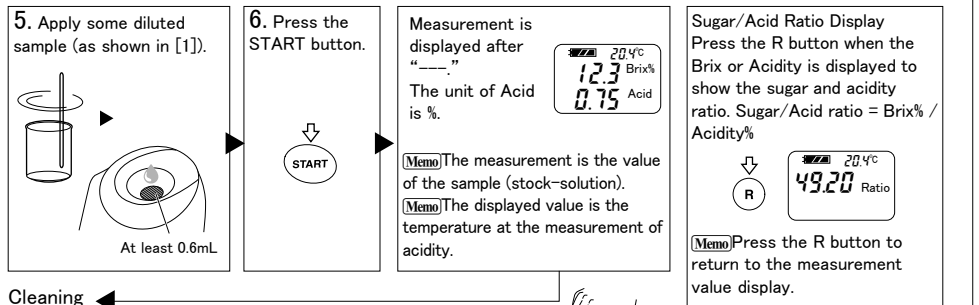 5. Apply some diluted
sample (as shown in [1]).
At least 0.6mL
6. Press the
START button.
START
Measurement is
displayed after
“---.”
The unit of Acid
is %.
20.4℃
12.3 Brix%
0.75 Acid
Memo The measurement is the value
of the sample (stock-solution).
Memo The displayed value is the
temperature at the measurement of
acidity.
Sugar/Acid Ratio Display
Press the R button when the
Brix or Acidity is displayed to
show the sugar and acidity
ratio. Sugar/Acid ratio = Brix% /
Acidity%
R
20.4℃
49.20 Ratio
Memo Press the R button to
return to the measurement
value display.
Cleaning